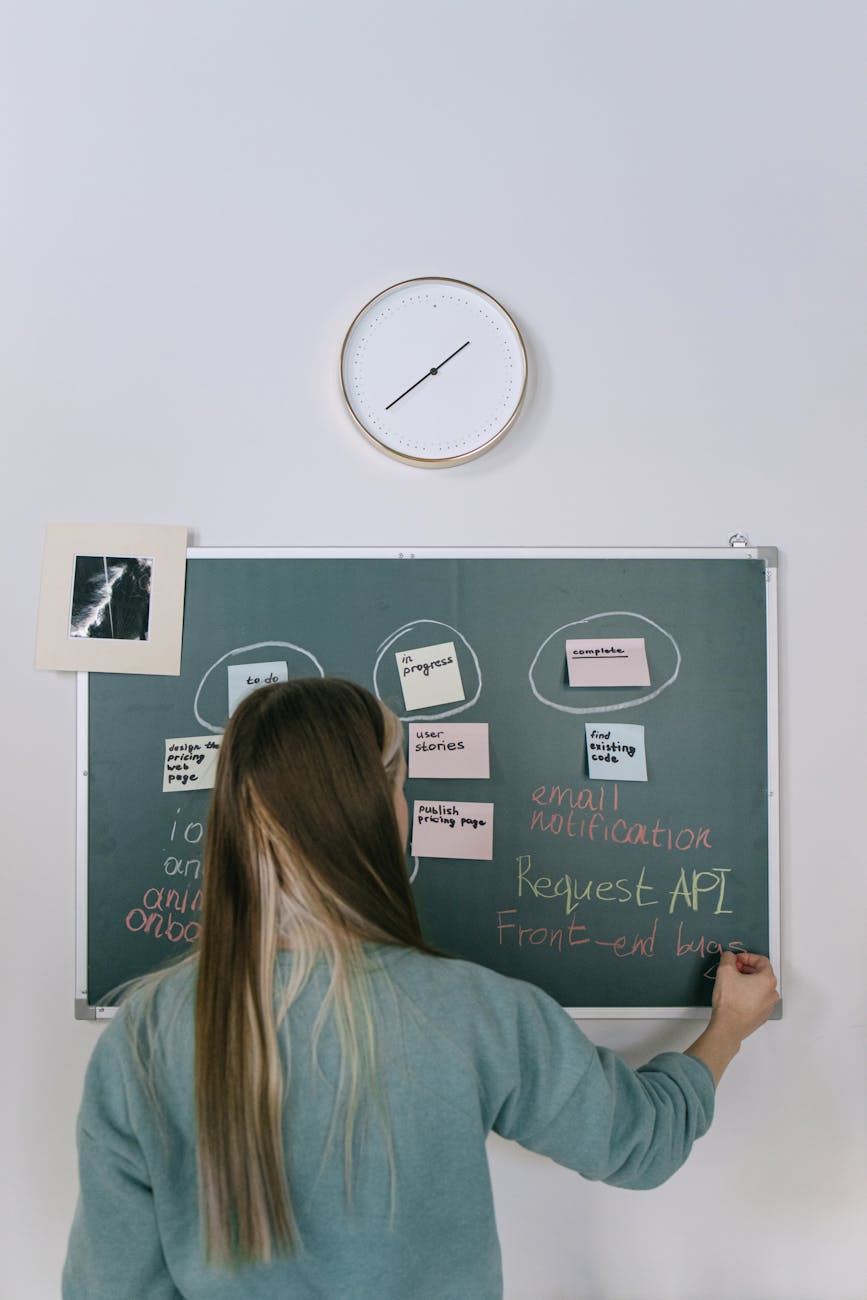 to do
design the
pricing
web
page
in
progress
user
stories
publish
pricing page
complete
find
existing
code
email
notification
Request API
Front-end bugs